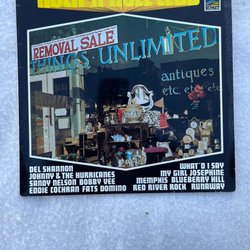 REMOVAL SALE
THINGS UNLIMITED
antiques
etc. etc. etc.
DEL SHANNON
JOHNNY & THE HURRICANES
SANDY NELSON BOBBY VEE
EDDIE COCHRAN FATS DOMINO
WHAT'D I SAY
MY GIRL JOSEPHINE
MEMPHIS BLUEBERRY HILL
RED RIVER ROCK RUNAWAY